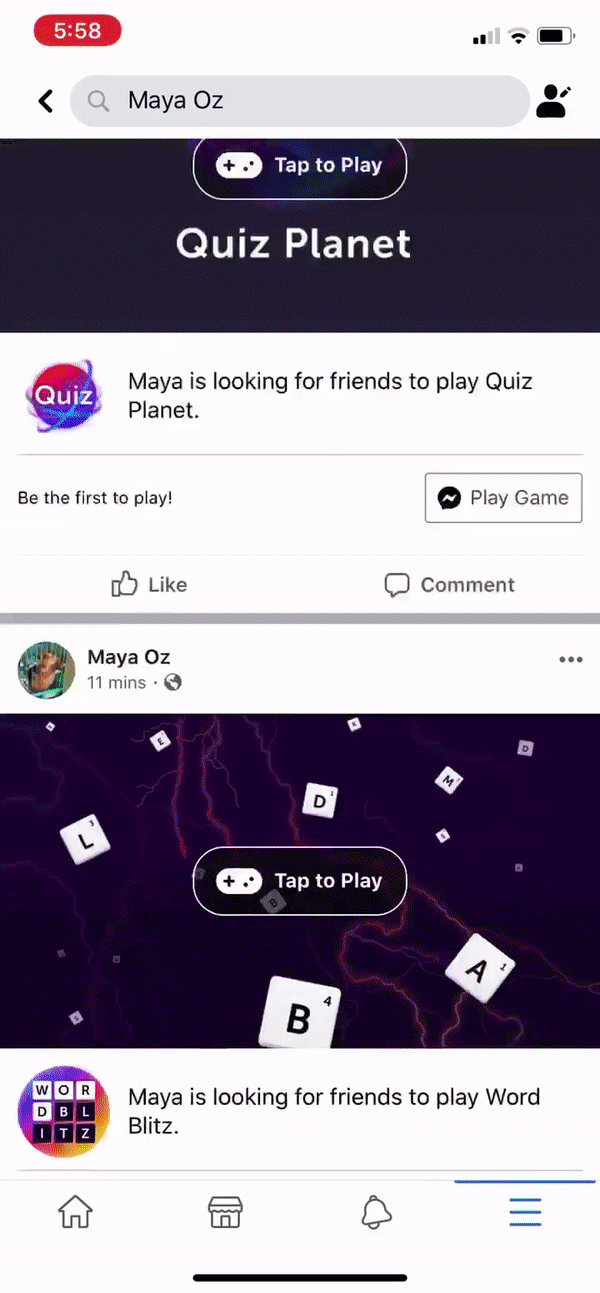 5:58
Maya Oz
Tap to Play
Quiz Planet
Quiz
Maya is looking for friends to play Quiz
Planet.
Be the first to play!
Play Game
Like
Comment
Maya Oz
11 mins ·
E
K
D
M
D
L
Tap to Play
B
A 1
B 4
W O R
D B L
I T Z
Maya is looking for friends to play Word
Blitz.